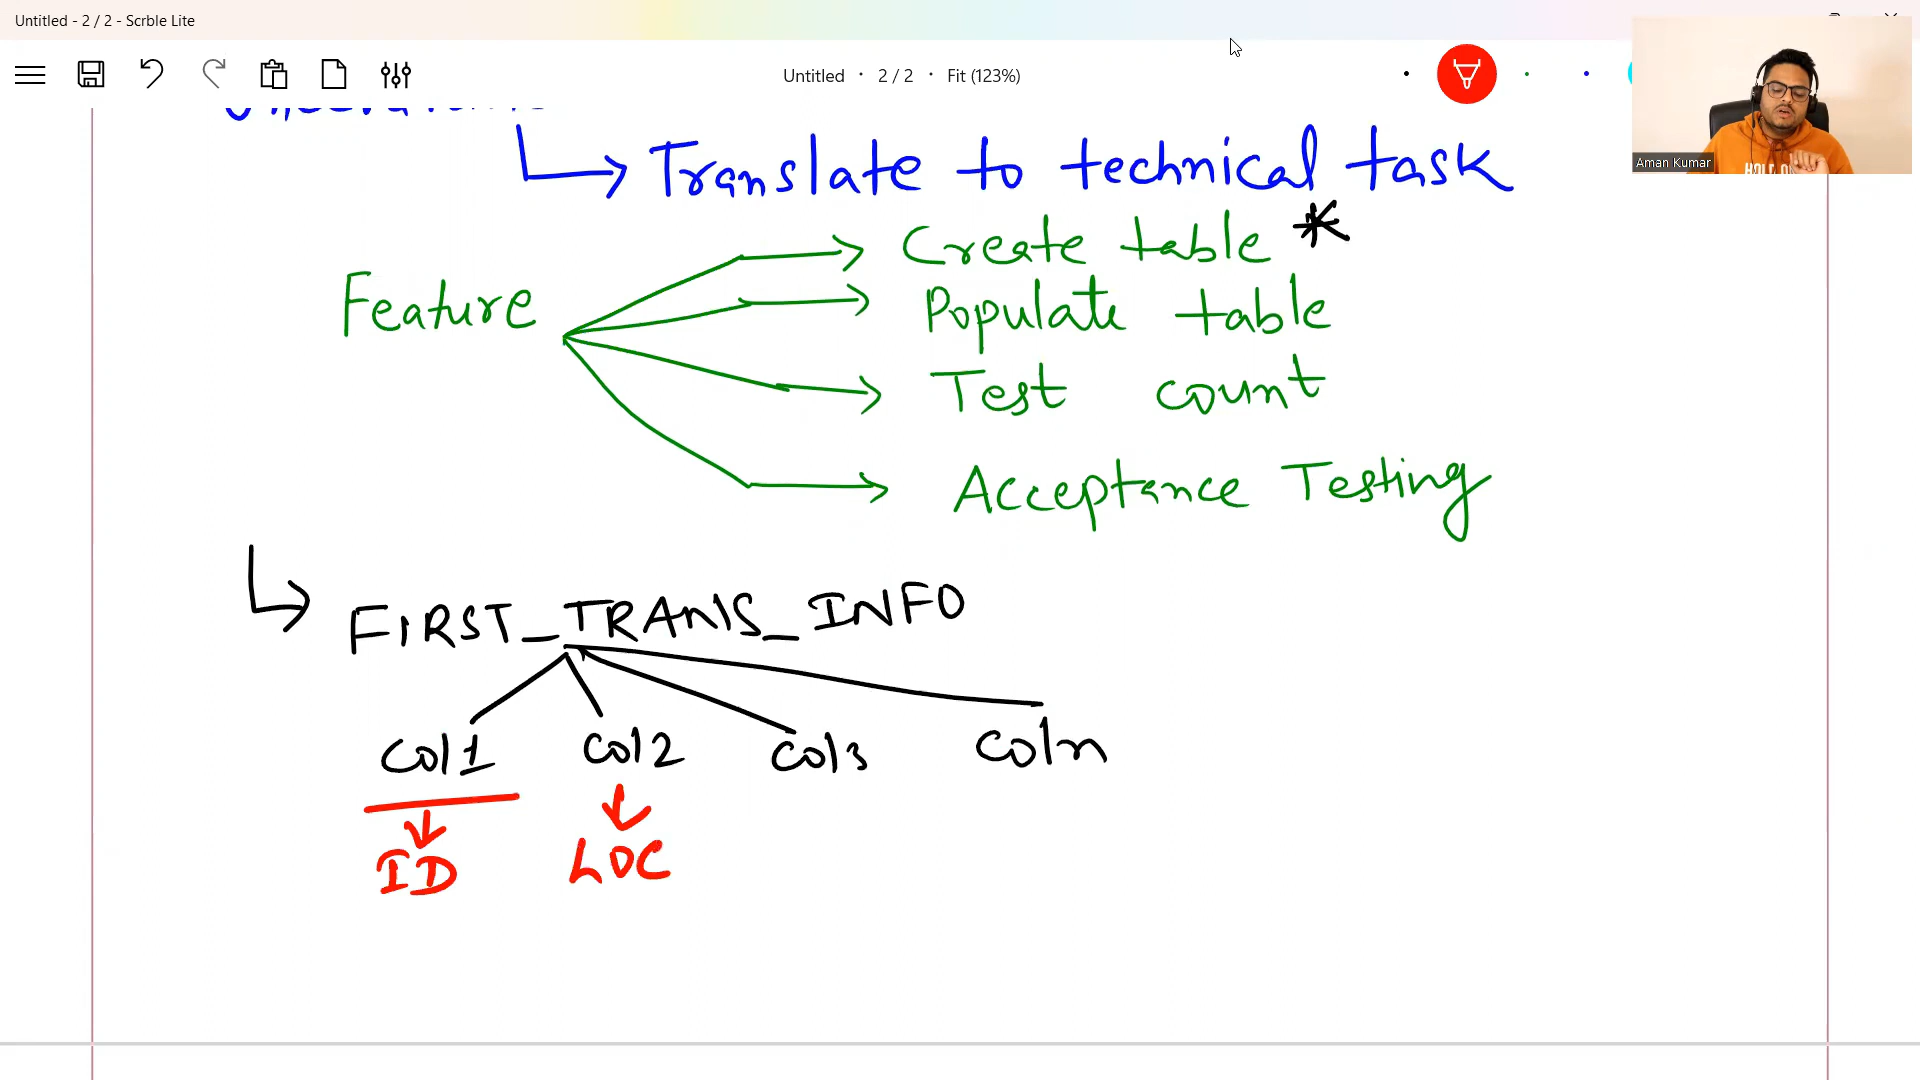 Untitled - 2 / 2 - Scrble Lite
Untitled • 2 / 2 • Fit (123%)
Aman Kumar
Translate to technical task
Create table *
Feature
Populate table
Test count
Acceptance Testing
FIRST_TRANS_INFO
Col1 Col2 Col3 Coln
ID LOC